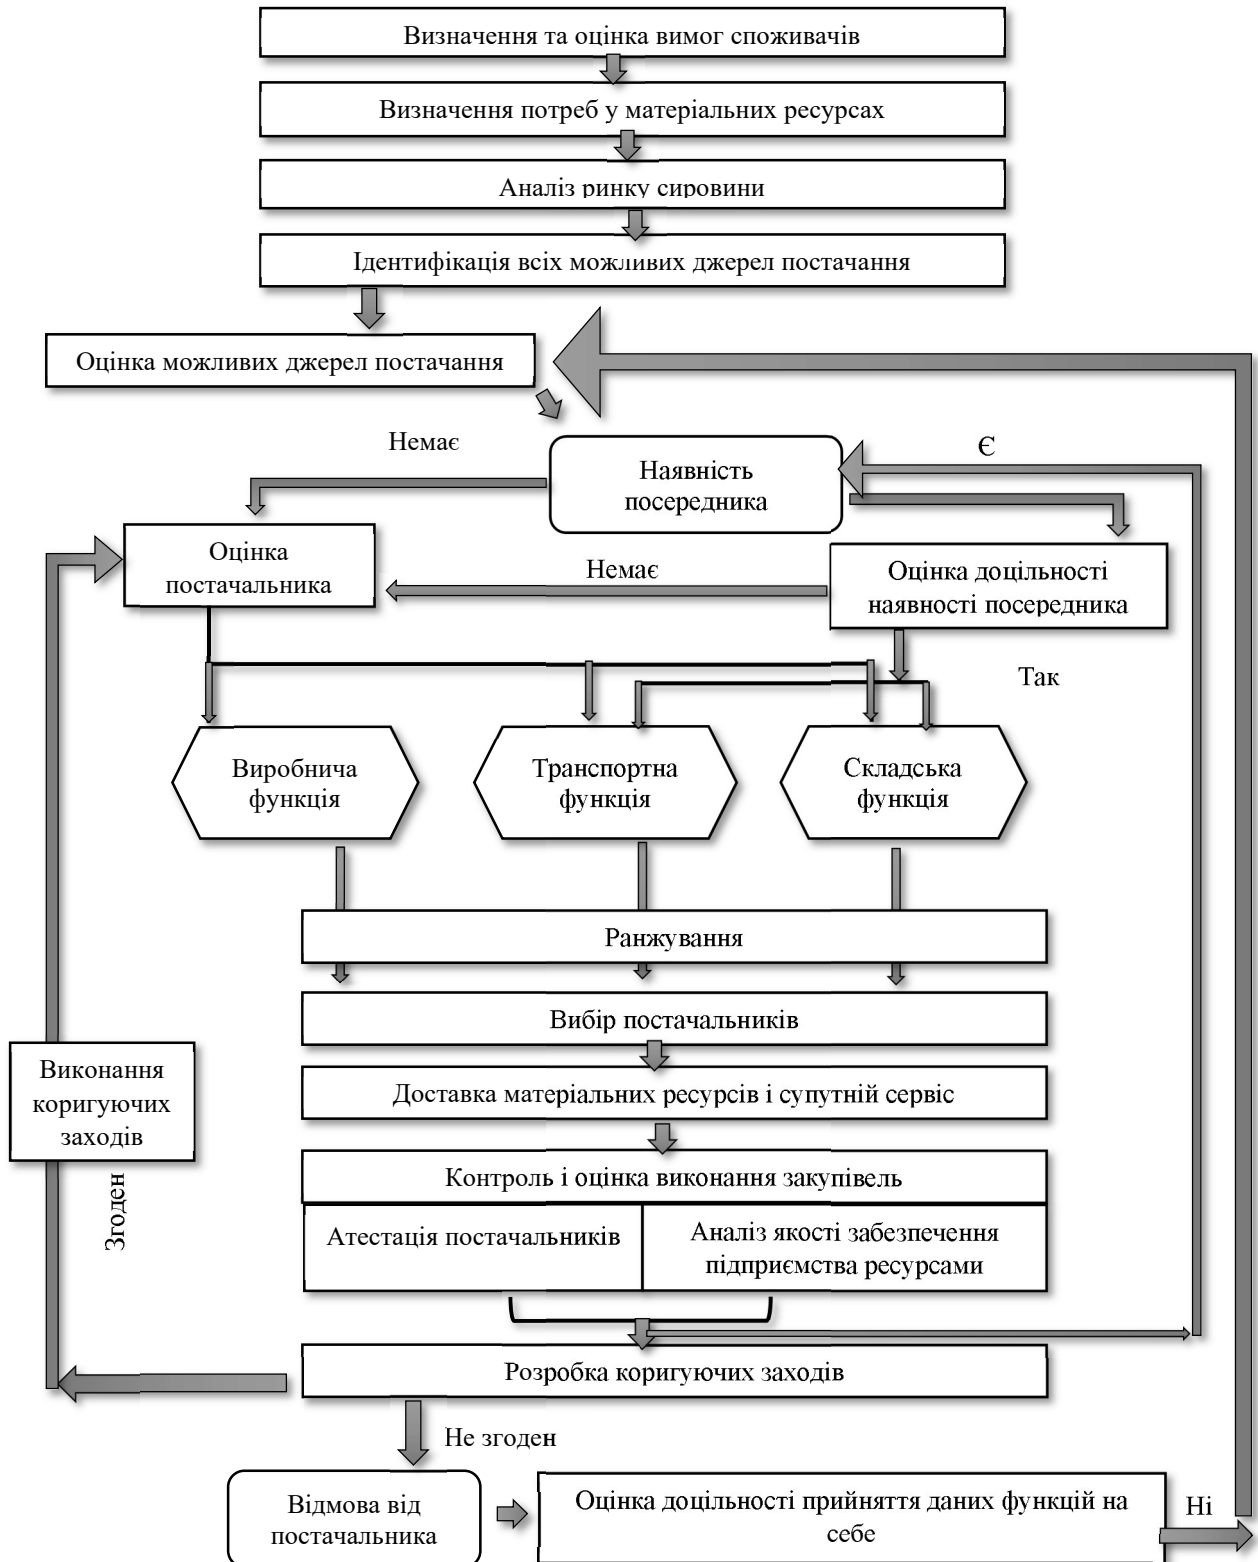 Визначення та оцінка вимог споживачів
Визначення потреб у матеріальних ресурсах
Аналіз ринку сировини
Ідентифікація всіх можливих джерел постачання
Оцінка можливих джерел постачання
Немає
Наявність
посередника
Є
Оцінка
постачальника
Немає
Оцінка доцільності
наявності посередника
Так
Виробнича
функція
Транспортна
функція
Складська
функція
Ранжування
Вибір постачальників
Доставка матеріальних ресурсів і супутній сервіс
Виконання
коригуючих
заходів
Контроль і оцінка виконання закупівель
Атестація постачальників
Аналіз якості забезпечення
підприємства ресурсами
Згоден
Розробка коригуючих заходів
Не згоден
Відмова від
постачальника
Оцінка доцільності прийняття даних функцій на
себе
Ні